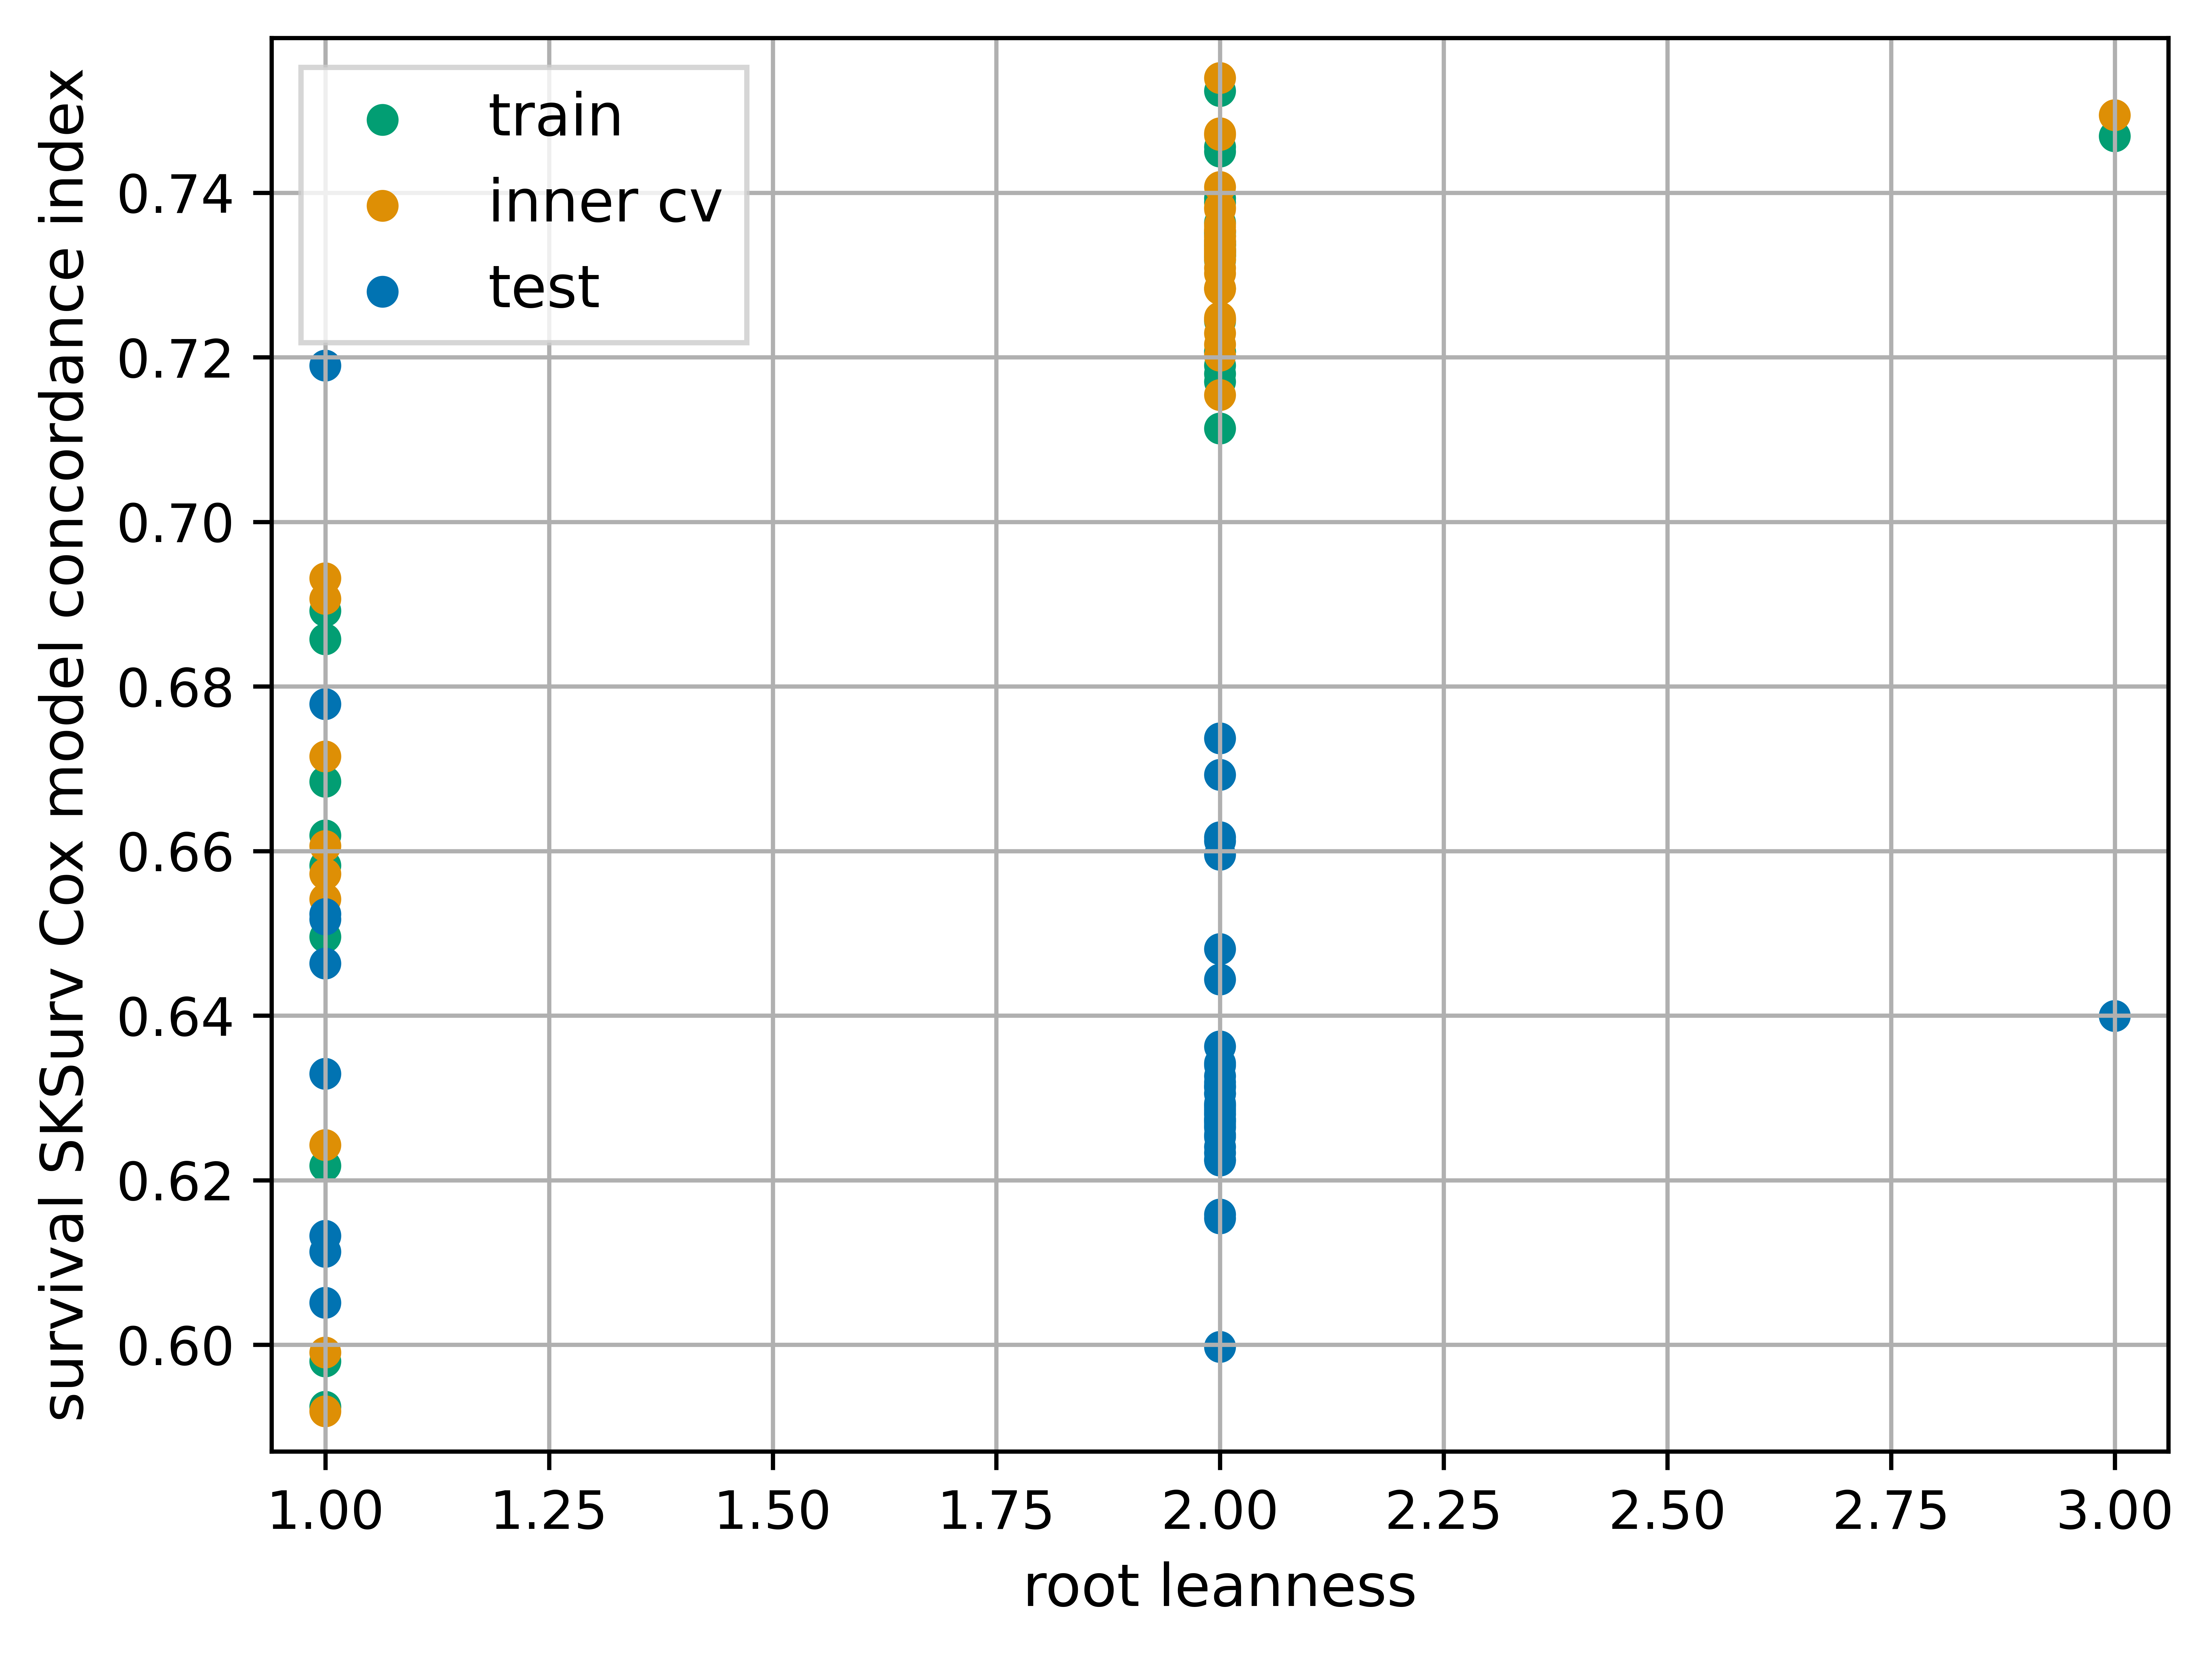 train
inner cv
test
survival SKSurv Cox model concordance index
0.74
0.72
0.70
0.68
0.66
0.64
0.62
0.60
1.00 1.25 1.50 1.75 2.00 2.25 2.50 2.75 3.00
root leanness